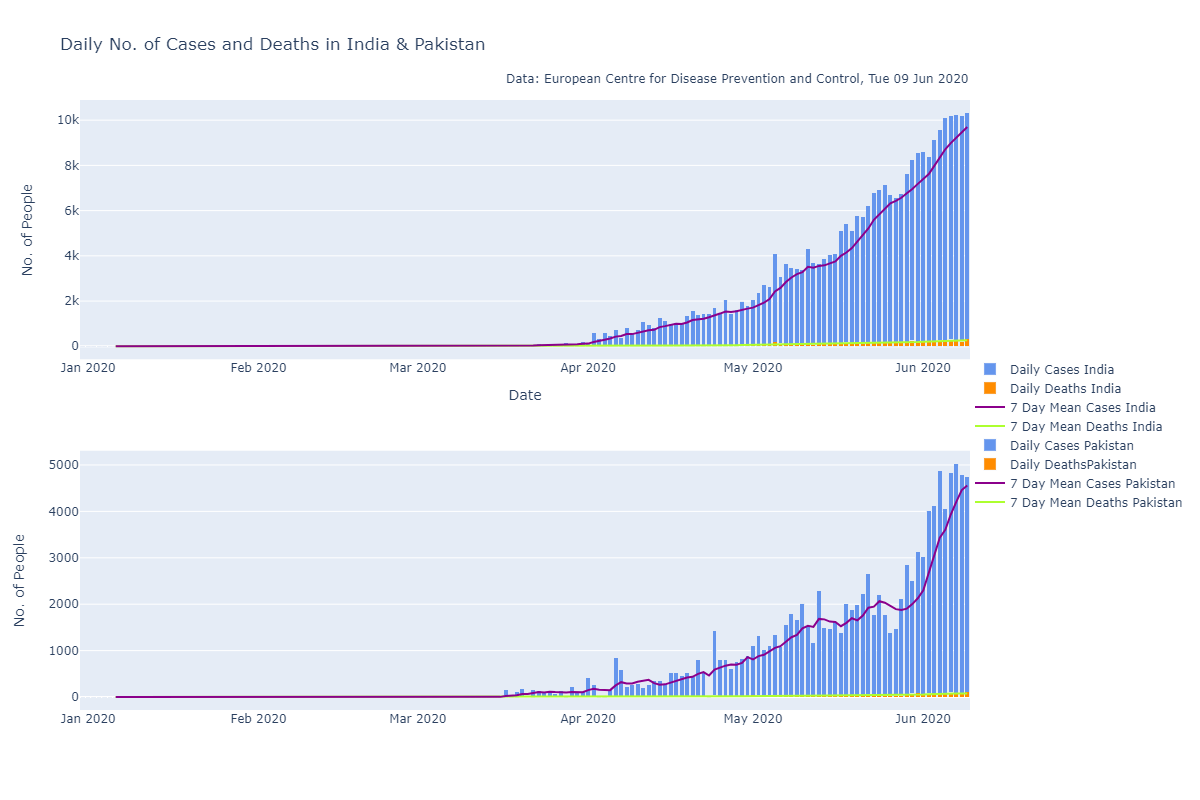 Daily No. of Cases and Deaths in India & Pakistan
Data: European Centre for Disease Prevention and Control, Tue 09 Jun 2020
No. of People
10k
8k
6k
4k
2k
0
Jan 2020 Feb 2020 Mar 2020 Apr 2020 May 2020 Jun 2020
Date
Daily Cases India
Daily Deaths India
7 Day Mean Cases India
7 Day Mean Deaths India
Daily Cases Pakistan
Daily DeathsPakistan
7 Day Mean Cases Pakistan
7 Day Mean Deaths Pakistan
No. of People
5000
4000
3000
2000
1000
0
Jan 2020 Feb 2020 Mar 2020 Apr 2020 May 2020 Jun 2020